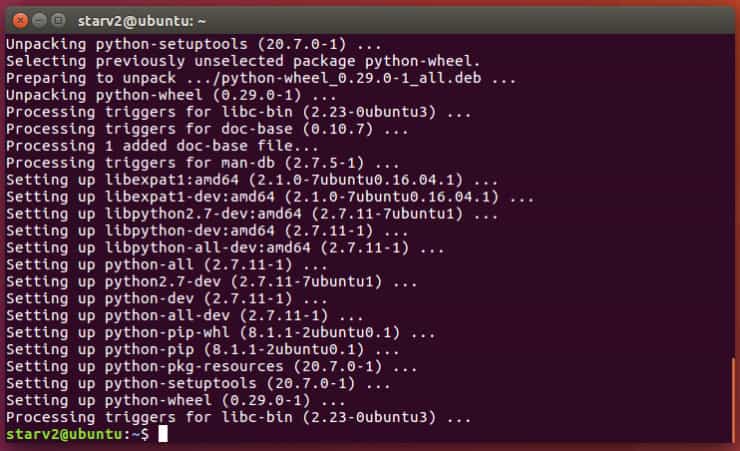 starv2@ubuntu: ~
Unpacking python-setuptools (20.7.0-1) ...
Selecting previously unselected package python-wheel.
Preparing to unpack .../python-wheel_0.29.0-1_all.deb ...
Unpacking python-wheel (0.29.0-1) ...
Processing triggers for libc-bin (2.23-0ubuntu3) ...
Processing triggers for doc-base (0.10.7) ...
Processing 1 added doc-base file...
Processing triggers for man-db (2.7.5-1) ...
Setting up libexpat1:amd64 (2.1.0-7ubuntu0.16.04.1) ...
Setting up libexpat1-dev:amd64 (2.1.0-7ubuntu0.16.04.1) ...
Setting up libpython2.7-dev:amd64 (2.7.11-7ubuntu1) ...
Setting up libpython-dev:amd64 (2.7.11-1) ...
Setting up libpython-all-dev:amd64 (2.7.11-1) ...
Setting up python-all (2.7.11-1) ...
Setting up python2.7-dev (2.7.11-7ubuntu1) ...
Setting up python-dev (2.7.11-1) ...
Setting up python-all-dev (2.7.11-1) ...
Setting up python-pip-whl (8.1.1-2ubuntu0.1) ...
Setting up python-pip (8.1.1-2ubuntu0.1) ...
Setting up python-pkg-resources (20.7.0-1) ...
Setting up python-setuptools (20.7.0-1) ...
Setting up python-wheel (0.29.0-1) ...
Processing triggers for libc-bin (2.23-0ubuntu3) ...
starv2@ubuntu:~$